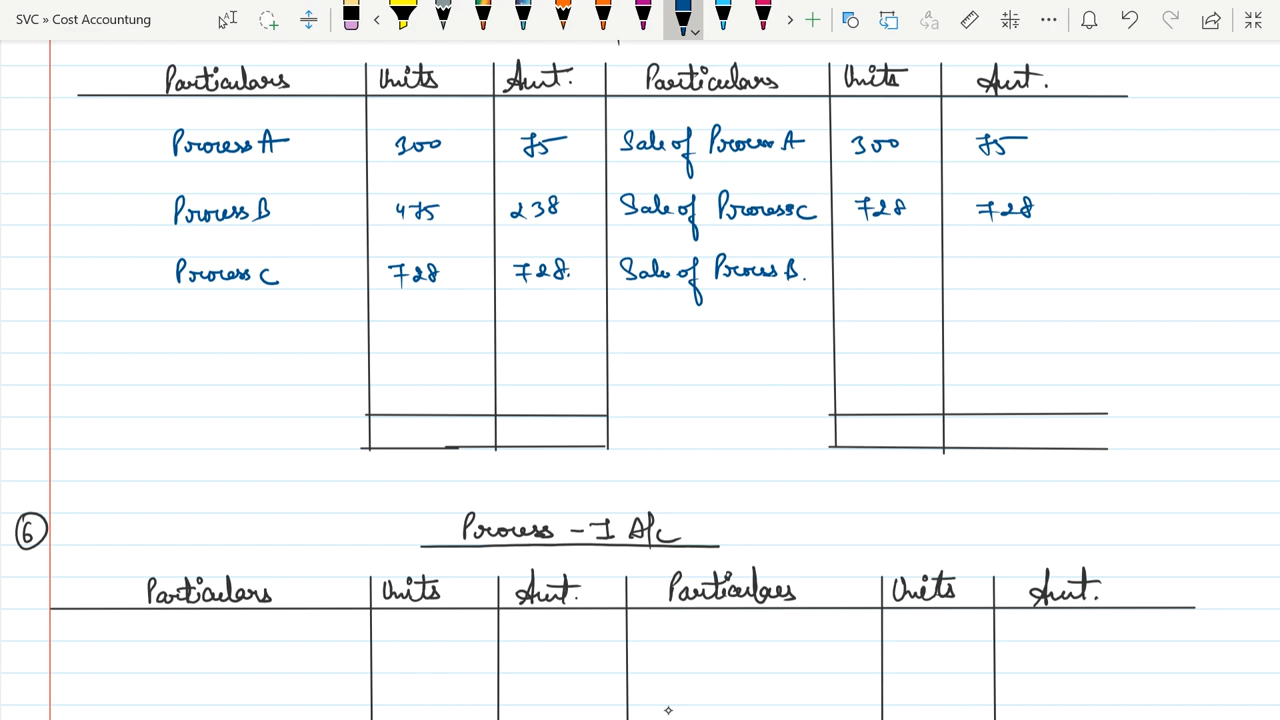 SVC » Cost Accountung
Particulars Units Amt. Particulars Units Amt.
Process A 300 75 Sale of Process A 300 75
Process B 475 238 Sale of Process C 728 728
Process C 728 728. Sale of Process B.
6 Process - I A/c
Particulars Units Amt. Particulars Units Amt.